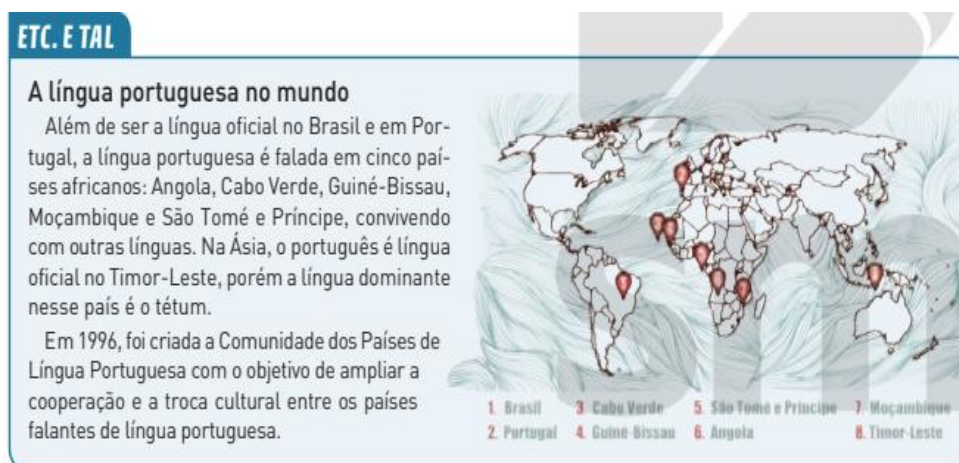 ETC. E TAL
A língua portuguesa no mundo
Além de ser a língua oficial no Brasil e em Por-
tugal, a língua portuguesa é falada em cinco paí-
ses africanos: Angola, Cabo Verde, Guiné-Bissau,
Moçambique e São Tomé e Príncipe, convivendo
com outras línguas. Na Ásia, o português é língua
oficial no Timor-Leste, porém a língua dominante
nesse país é o tétum.
Em 1996, foi criada a Comunidade dos Países de
Língua Portuguesa com o objetivo de ampliar a
cooperação e a troca cultural entre os países
falantes de língua portuguesa.
1. Brasil 3. Cabo Verde 5. São Tomé e Príncipe 7. Moçambique
2. Portugal 4. Guiné-Bissau 6. Angola 8. Timor-Leste
sm